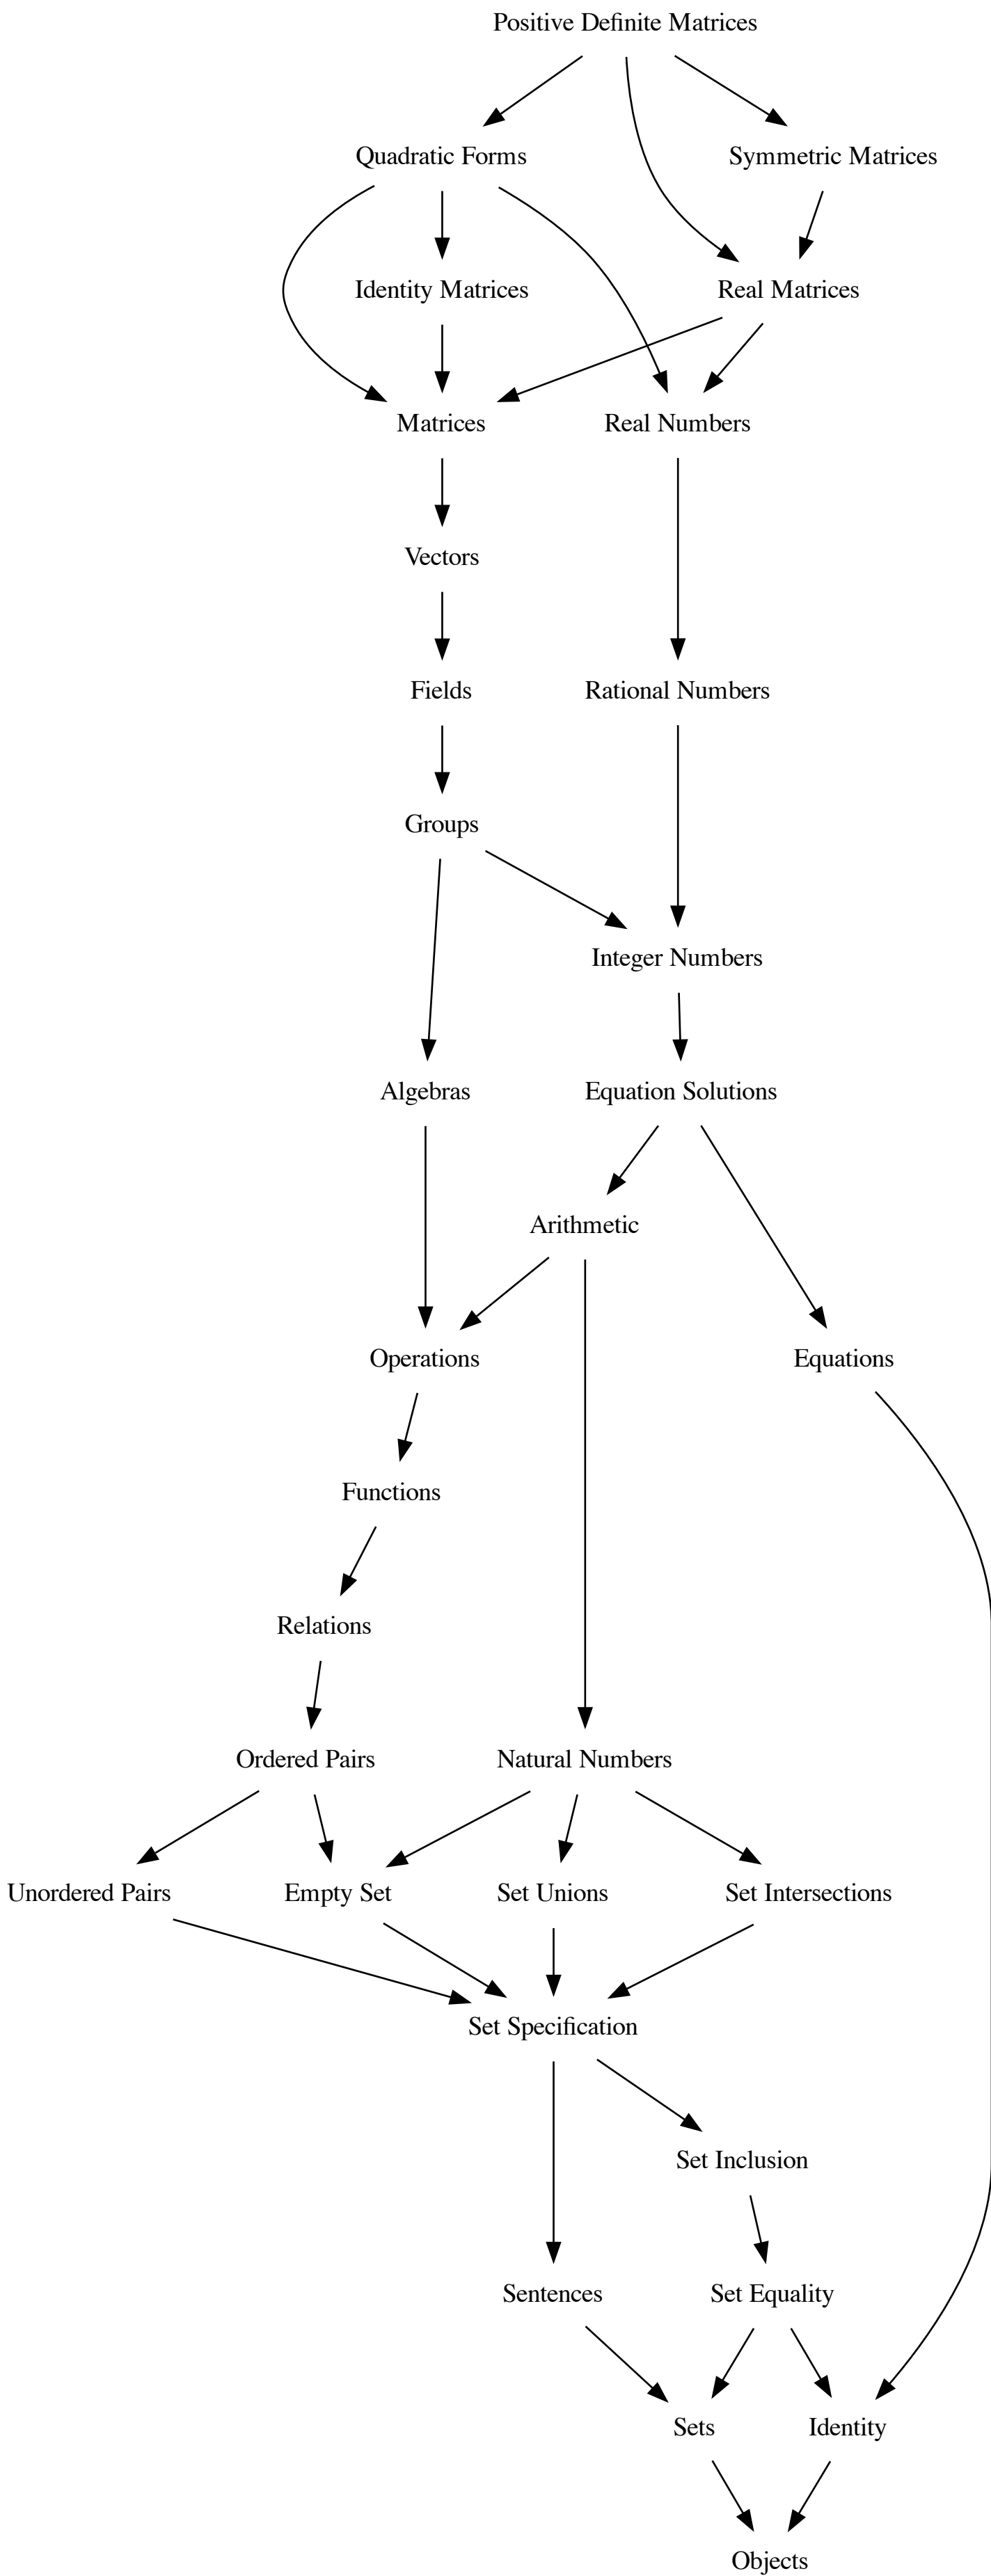 Positive Definite Matrices
Quadratic Forms
Symmetric Matrices
Identity Matrices
Real Matrices
Matrices
Real Numbers
Vectors
Fields
Rational Numbers
Groups
Integer Numbers
Algebras
Equation Solutions
Arithmetic
Operations
Equations
Functions
Relations
Ordered Pairs
Natural Numbers
Unordered Pairs
Empty Set
Set Unions
Set Intersections
Set Specification
Set Inclusion
Sentences
Set Equality
Sets
Identity
Objects